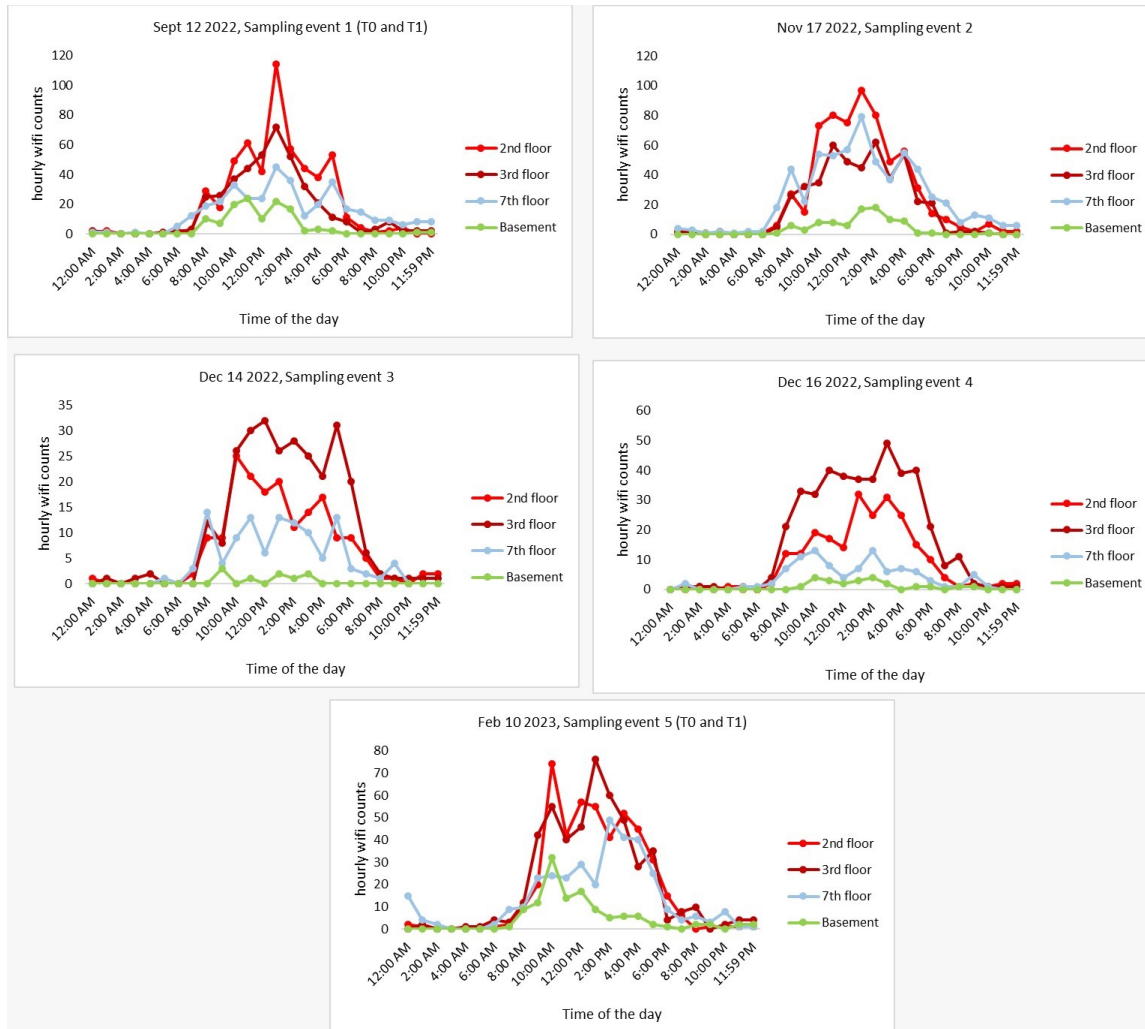 Sept 12 2022, Sampling event 1 (T0 and T1)
hourly wifi counts
120
100
80
60
40
20
0
12:00 AM
2:00 AM
4:00 AM
6:00 AM
8:00 AM
10:00 AM
12:00 PM
2:00 PM
4:00 PM
6:00 PM
8:00 PM
10:00 PM
11:59 PM
Time of the day
2nd floor
3rd floor
7th floor
Basement
Nov 17 2022, Sampling event 2
hourly wifi counts
120
100
80
60
40
20
0
12:00 AM
2:00 AM
4:00 AM
6:00 AM
8:00 AM
10:00 AM
12:00 PM
2:00 PM
4:00 PM
6:00 PM
8:00 PM
10:00 PM
11:59 PM
Time of the day
2nd floor
3rd floor
7th floor
Basement
Dec 14 2022, Sampling event 3
hourly wifi counts
35
30
25
20
15
10
5
0
12:00 AM
2:00 AM
4:00 AM
6:00 AM
8:00 AM
10:00 AM
12:00 PM
2:00 PM
4:00 PM
6:00 PM
8:00 PM
10:00 PM
11:59 PM
Time of the day
2nd floor
3rd floor
7th floor
Basement
Dec 16 2022, Sampling event 4
hourly wifi counts
60
50
40
30
20
10
0
12:00 AM
2:00 AM
4:00 AM
6:00 AM
8:00 AM
10:00 AM
12:00 PM
2:00 PM
4:00 PM
6:00 PM
8:00 PM
10:00 PM
11:59 PM
Time of the day
2nd floor
3rd floor
7th floor
Basement
Feb 10 2023, Sampling event 5 (T0 and T1)
hourly wifi counts
80
70
60
50
40
30
20
10
0
12:00 AM
2:00 AM
4:00 AM
6:00 AM
8:00 AM
10:00 AM
12:00 PM
2:00 PM
4:00 PM
6:00 PM
8:00 PM
10:00 PM
11:59 PM
Time of the day
2nd floor
3rd floor
7th floor
Basement